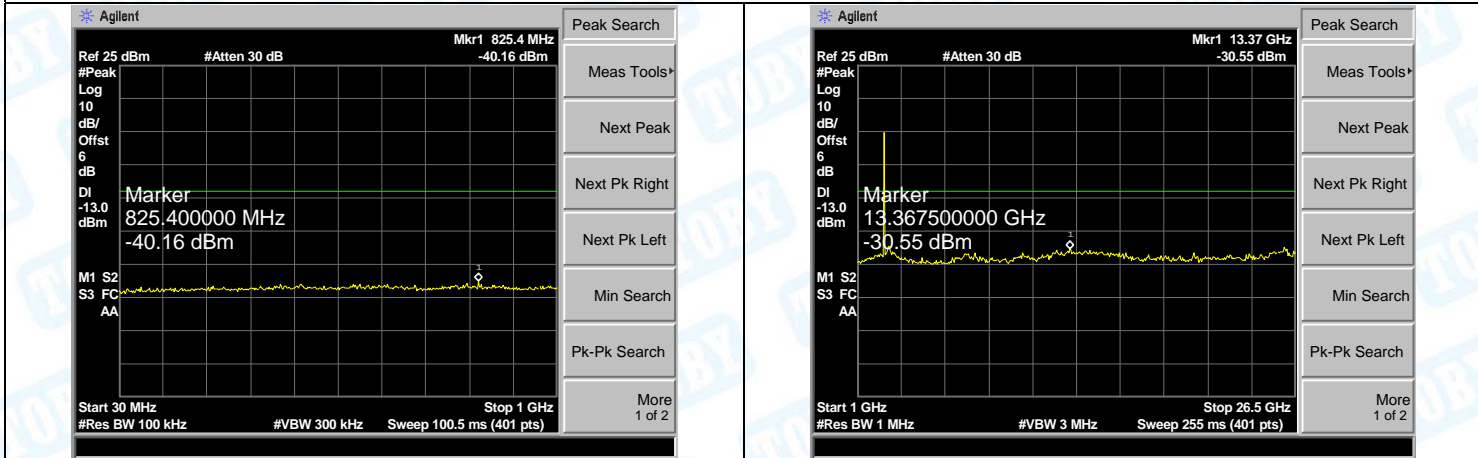 Agilent
Mkr1 825.4 MHz
Ref 25 dBm #Atten 30 dB -40.16 dBm
#Peak
Log
10
dB/
Offst
6
dB
DI
-13.0
dBm
Marker
825.400000 MHz
-40.16 dBm
1
M1 S2
S3 FC
AA
Start 30 MHz Stop 1 GHz
#Res BW 100 kHz #VBW 300 kHz Sweep 100.5 ms (401 pts)
Peak Search
Meas Tools
Next Peak
Next Pk Right
Next Pk Left
Min Search
Pk-Pk Search
More
1 of 2
Agilent
Mkr1 13.37 GHz
Ref 25 dBm #Atten 30 dB -30.55 dBm
#Peak
Log
10
dB/
Offst
6
dB
DI
-13.0
dBm
Marker
13.367500000 GHz
-30.55 dBm
1
M1 S2
S3 FC
AA
Start 1 GHz Stop 26.5 GHz
#Res BW 1 MHz #VBW 3 MHz Sweep 255 ms (401 pts)
Peak Search
Meas Tools
Next Peak
Next Pk Right
Next Pk Left
Min Search
Pk-Pk Search
More
1 of 2
TOBY